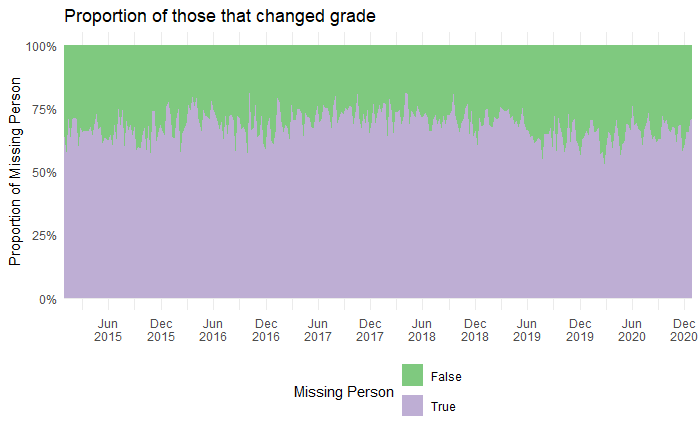 Proportion of those that changed grade
Proportion of Missing Person
100%
75%
50%
25%
0%
Jun Dec Jun Dec Jun Dec Jun Dec Jun Dec Jun Dec
2015 2015 2016 2016 2017 2017 2018 2018 2019 2019 2020 2020
Missing Person
False
True